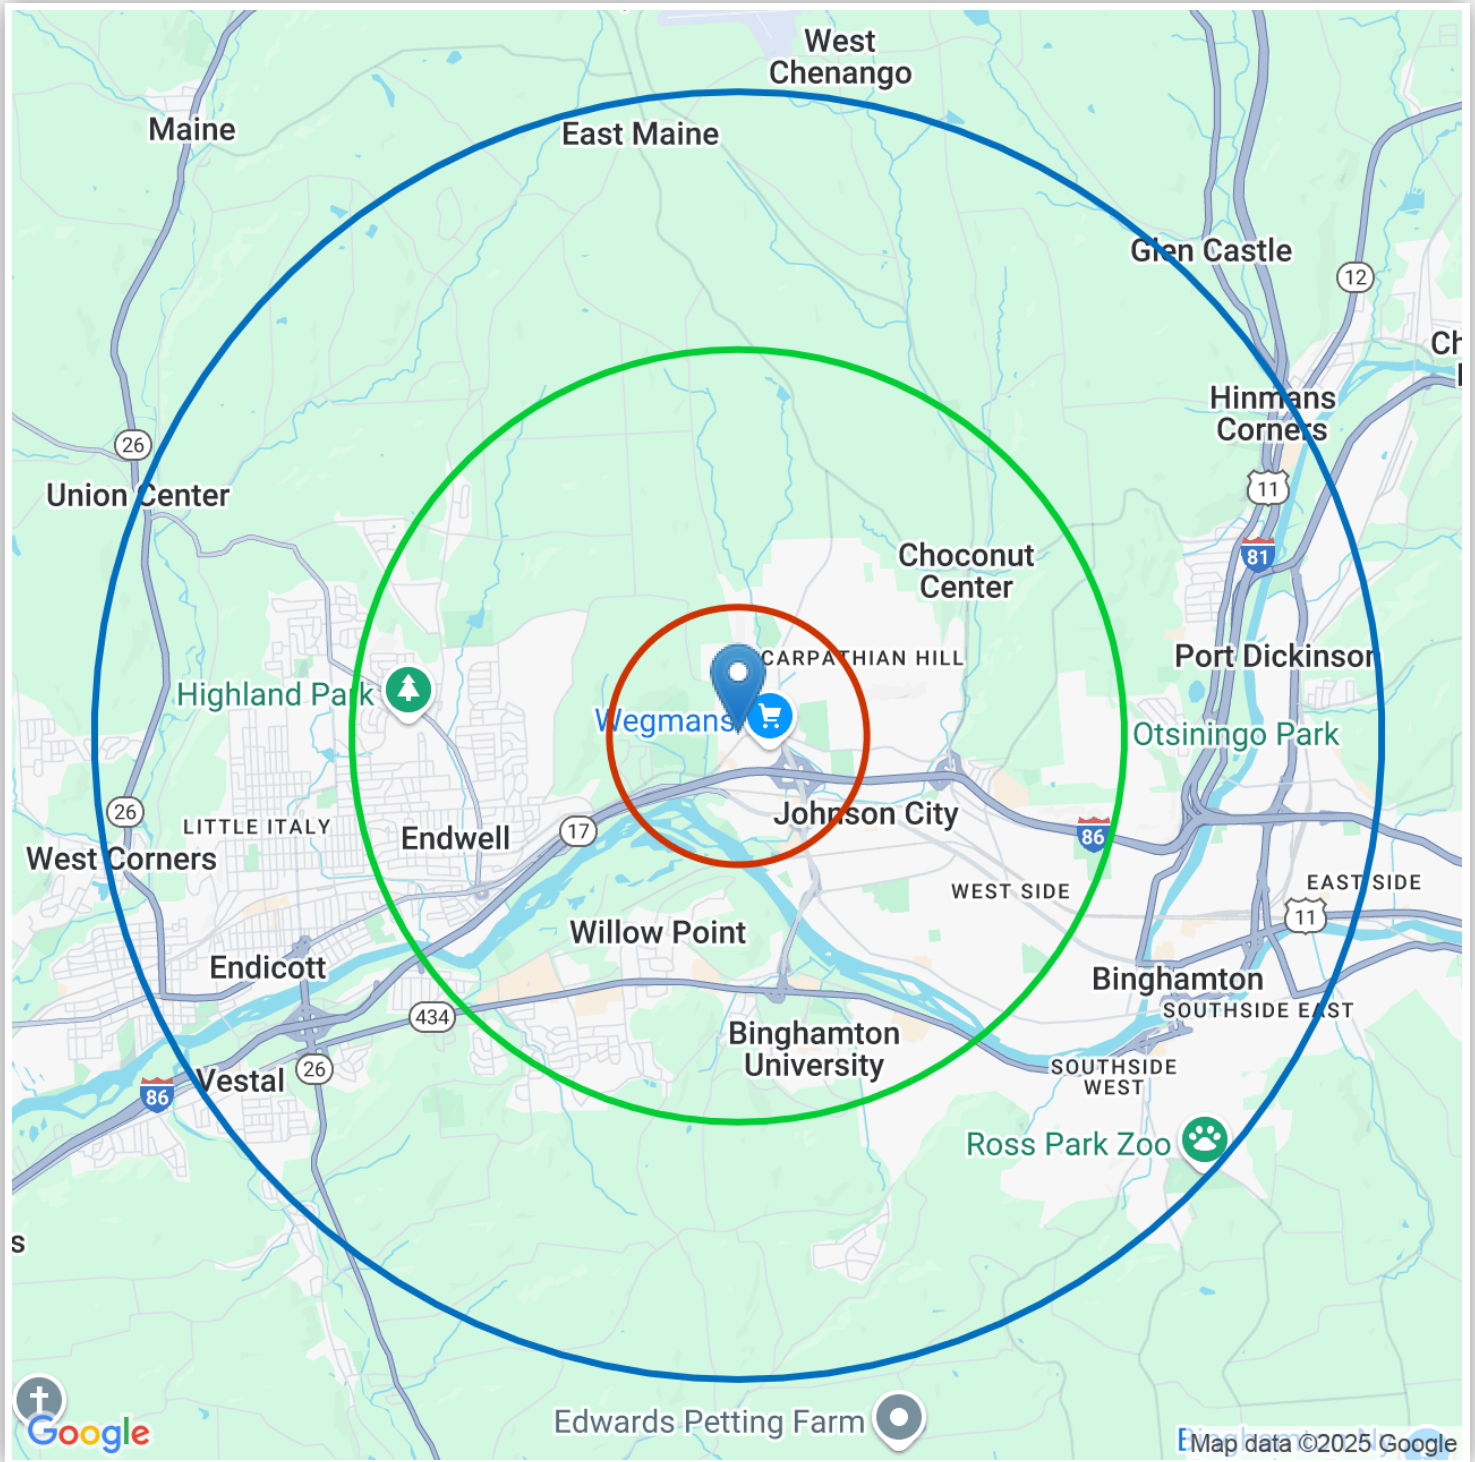 West
Chenango
Maine
East Maine
Glen Castle
12
Ch
Hinmans
Corners
26
Union Center
11
81
Choconut
Center
CARPATHIAN HILL
Port Dickinson
Highland Park
Wegmans
Otsiningo Park
26
LITTLE ITALY
Johnson City
17
Endwell
86
West Corners
EAST SIDE
WEST SIDE
11
Willow Point
Endicott
Binghamton
SOUTHSIDE EAST
434
Binghamton
University
26
SOUTHSIDE
WEST
Vestal
86
Ross Park Zoo
s
Edwards Petting Farm
Google
Map data ©2025 Google